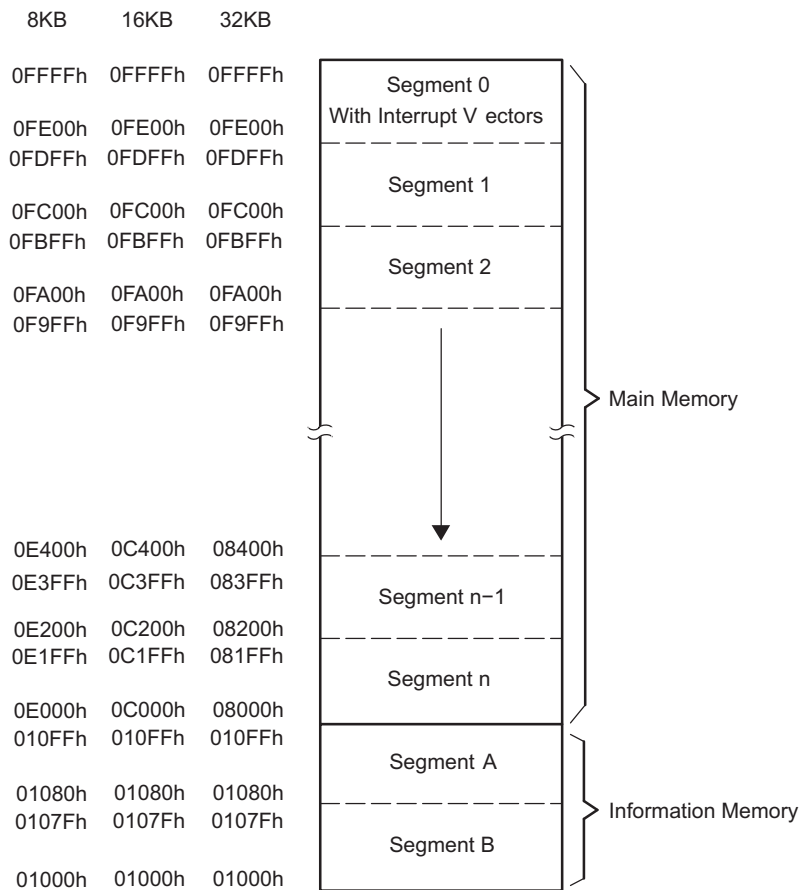 8KB 16KB 32KB
0FFFFh 0FFFFh 0FFFFh
Segment 0
With Interrupt V ectors
0FE00h 0FE00h 0FE00h
0FDFFh 0FDFFh 0FDFFh
Segment 1
0FC00h 0FC00h 0FC00h
0FBFFh 0FBFFh 0FBFFh
Segment 2
0FA00h 0FA00h 0FA00h
0F9FFh 0F9FFh 0F9FFh
Main Memory
0E400h 0C400h 08400h
0E3FFh 0C3FFh 083FFh
Segment n−1
0E200h 0C200h 08200h
0E1FFh 0C1FFh 081FFh
Segment n
0E000h 0C000h 08000h
010FFh 010FFh 010FFh
Segment A
01080h 01080h 01080h
Information Memory
0107Fh 0107Fh 0107Fh
Segment B
01000h 01000h 01000h